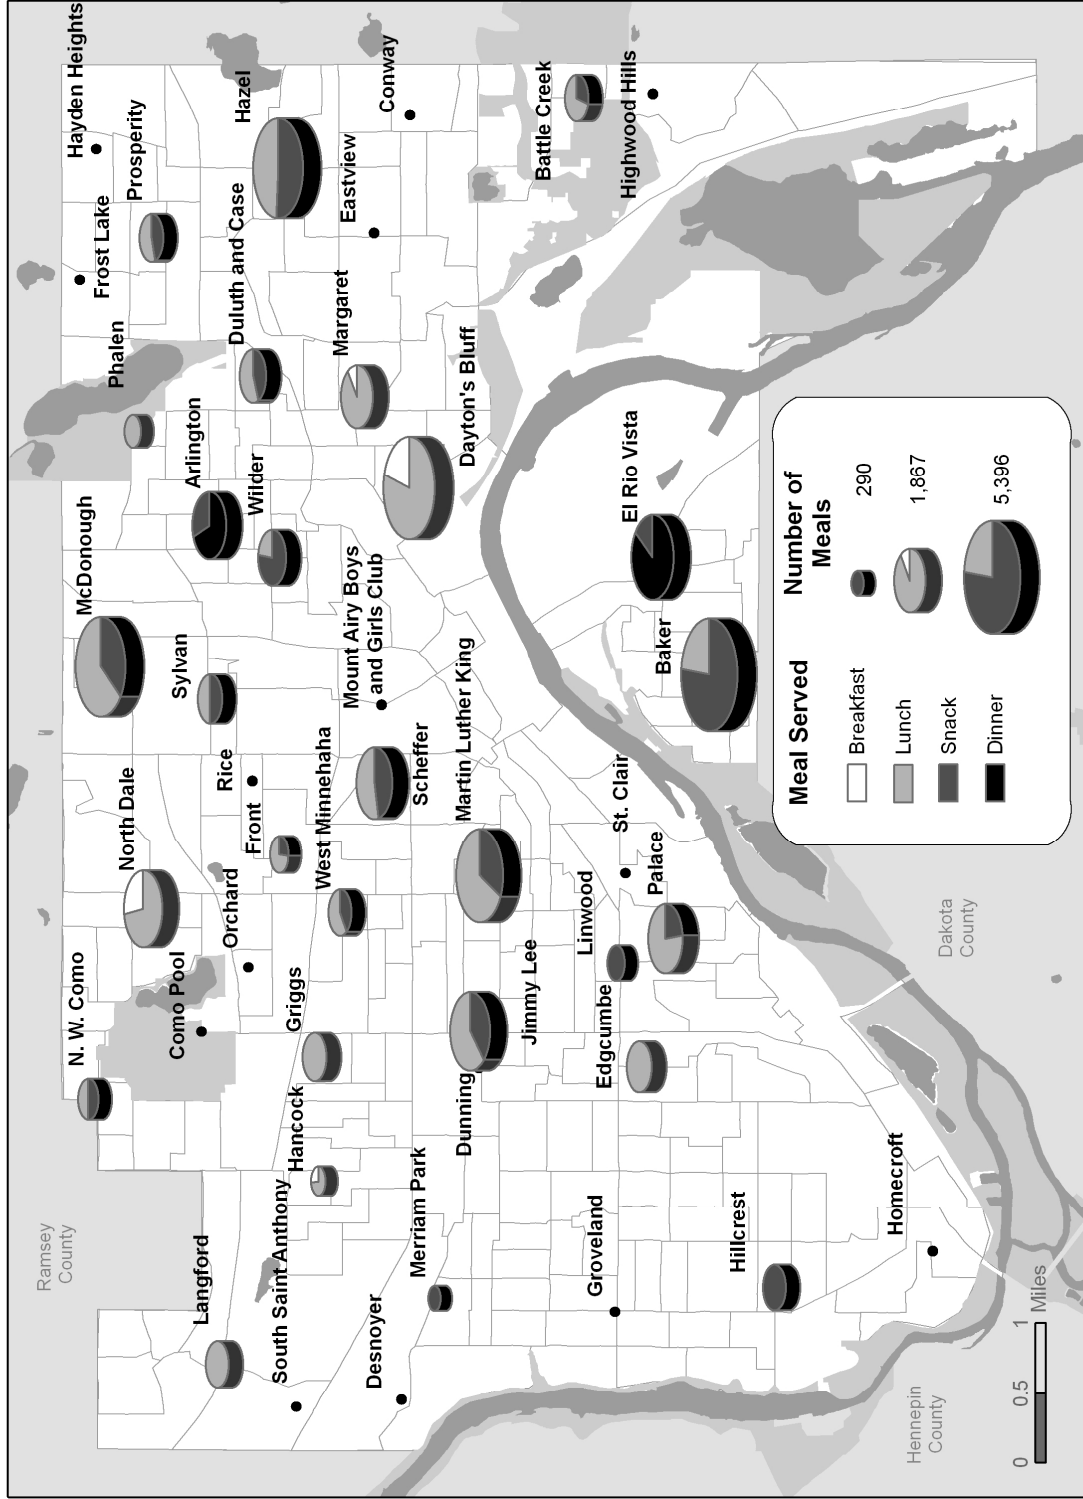 Ramsey
County
N. W. Como
North Dale
McDonough
Phalen
Frost Lake
Prosperity
Hayden Heights
Langford
Como Pool
Orchard
Rice
Sylvan
Arlington
Wilder
Duluth and Case
Hazel
South Saint Anthony
Hancock
Griggs
West Minnehaha
Front
Mount Airy Boys
and Girls Club
Margaret
Eastview
Conway
Desnoyer
Merriam Park
Dunning
Jimmy Lee
Martin Luther King
Scheffer
Dayton's Bluff
Battle Creek
Highwood Hills
Groveland
Edgcumbe
Linwood
Palace
St. Clair
Baker
El Rio Vista
Hillcrest
Homecroft
Hennepin
County
Dakota
County
0
0.5
1
Miles
Meal Served
Breakfast
Lunch
Snack
Dinner
Number of
Meals
290
1,867
5,396